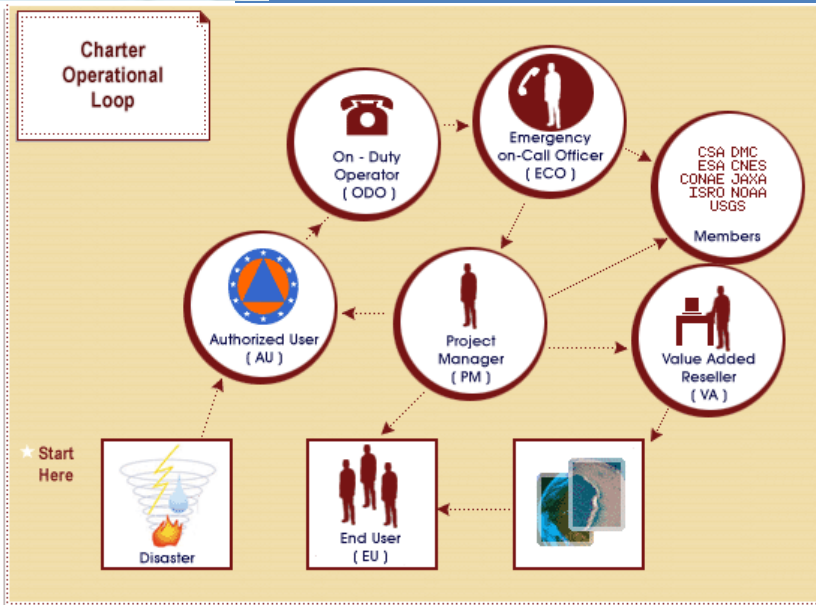 Charter
Operational
Loop
On - Duty
Operator
( ODO )
Emergency
on-Call Officer
( ECO )
CSA DMC
ESA CNES
CONAE JAXA
ISRO NOAA
USGS
Members
Authorized User
( AU )
Project
Manager
( PM )
Value Added
Reseller
( VA )
Start
Here
Disaster
End User
( EU )